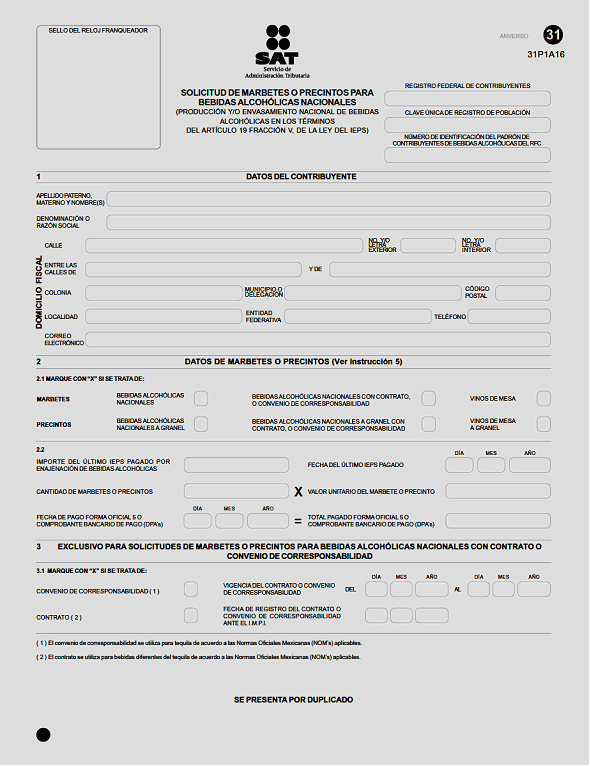 SELLO DEL RELOJ FRANQUEADOR
ANVERSO
31
31P1A16
SAT
Servicio de
Administración Tributaria
SOLICITUD DE MARBETES O PRECINTOS PARA
BEBIDAS ALCOHÓLICAS NACIONALES
(PRODUCCIÓN Y/O ENVASAMIENTO NACIONAL DE BEBIDAS
ALCOHÓLICAS EN LOS TÉRMINOS
DEL ARTÍCULO 19 FRACCIÓN V, DE LA LEY DEL IEPS)
REGISTRO FEDERAL DE CONTRIBUYENTES
CLAVE ÚNICA DE REGISTRO DE POBLACIÓN
NÚMERO DE IDENTIFICACIÓN DEL PADRÓN DE
CONTRIBUYENTES DE BEBIDAS ALCOHÓLICAS DEL RFC
1 DATOS DEL CONTRIBUYENTE
APELLIDO PATERNO,
MATERNO Y NOMBRE(S)
DENOMINACIÓN O
RAZÓN SOCIAL
DOMICILIO FISCAL
CALLE
NO. Y/O
LETRA
EXTERIOR
NO. Y/O
LETRA
INTERIOR
ENTRE LAS
CALLES DE
Y DE
COLONIA
MUNICIPIO O
DELEGACIÓN
CÓDIGO
POSTAL
LOCALIDAD
ENTIDAD
FEDERATIVA
TELÉFONO
CORREO
ELECTRÓNICO
2 DATOS DE MARBETES O PRECINTOS (Ver Instrucción 5)
2.1 MARQUE CON "X" SI SE TRATA DE:
MARBETES
BEBIDAS ALCOHÓLICAS
NACIONALES
BEBIDAS ALCOHÓLICAS NACIONALES CON CONTRATO,
O CONVENIO DE CORRESPONSABILIDAD
VINOS DE MESA
PRECINTOS
BEBIDAS ALCOHÓLICAS
NACIONALES A GRANEL
BEBIDAS ALCOHÓLICAS NACIONALES A GRANEL CON
CONTRATO, O CONVENIO DE CORRESPONSABILIDAD
VINOS DE MESA
A GRANEL
2.2
IMPORTE DEL ÚLTIMO IEPS PAGADO POR
ENAJENACIÓN DE BEBIDAS ALCOHÓLICAS
FECHA DEL ÚLTIMO IEPS PAGADO
DÍA MES AÑO
CANTIDAD DE MARBETES O PRECINTOS
X VALOR UNITARIO DEL MARBETE O PRECINTO
DÍA MES AÑO
FECHA DE PAGO FORMA OFICIAL 5 O
COMPROBANTE BANCARIO DE PAGO (DPA's)
= TOTAL PAGADO FORMA OFICIAL 5 O
COMPROBANTE BANCARIO DE PAGO (DPA's)
3 EXCLUSIVO PARA SOLICITUDES DE MARBETES O PRECINTOS PARA BEBIDAS ALCOHÓLICAS NACIONALES CON CONTRATO O
CONVENIO DE CORRESPONSABILIDAD
3.1 MARQUE CON "X" SI SE TRATA DE:
CONVENIO DE CORRESPONSABILIDAD ( 1 )
VIGENCIA DEL CONTRATO O CONVENIO
DE CORRESPONSABILIDAD
DEL
DÍA MES AÑO
AL
DÍA MES AÑO
CONTRATO ( 2 )
FECHA DE REGISTRO DEL CONTRATO O
CONVENIO DE CORRESPONSABILIDAD
ANTE EL I.M.P.I.
( 1 ) El convenio de corresponsabilidad se utiliza para tequila de acuerdo a las Normas Oficiales Mexicanas (NOM's) aplicables.
( 2 ) El contrato se utiliza para bebidas diferentes del tequila de acuerdo a las Normas Oficiales Mexicanas (NOM's) aplicables.
SE PRESENTA POR DUPLICADO